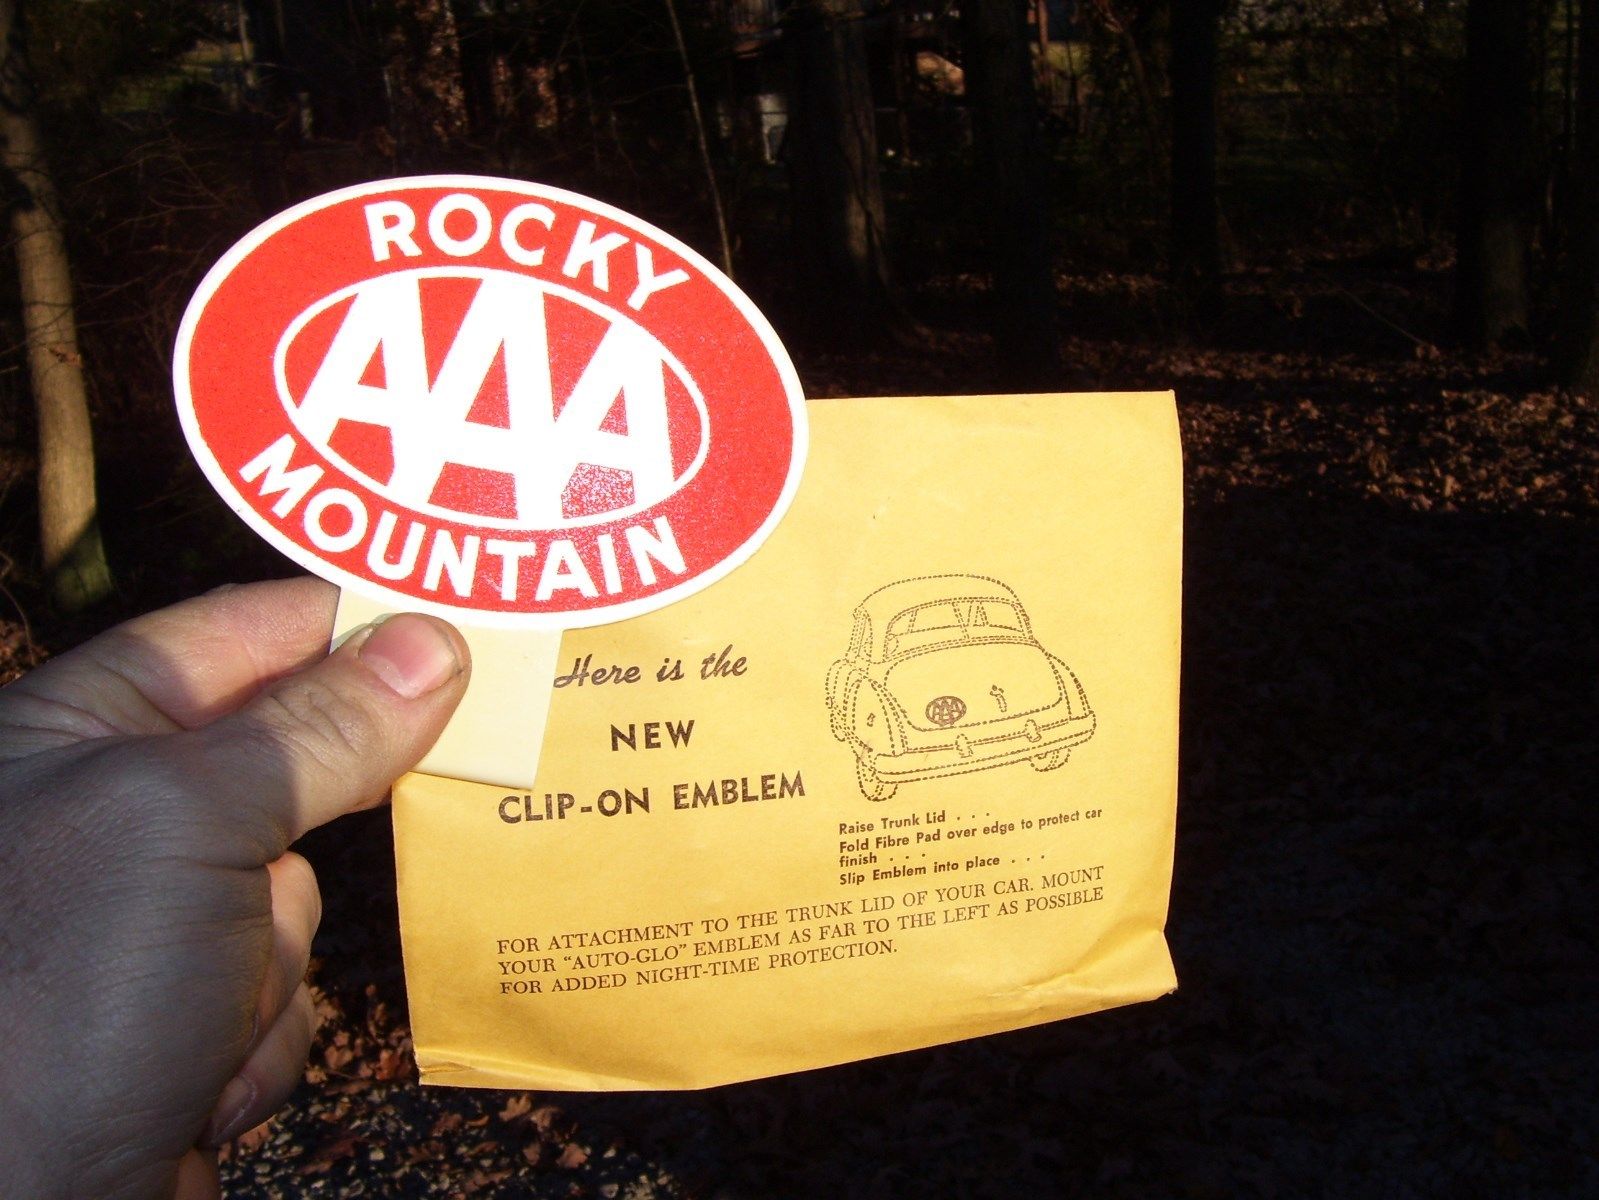 ROCKY
AAA
MOUNTAIN
Here is the
NEW
CLIP-ON EMBLEM
AAA
Raise Trunk Lid . . .
Fold Fibre Pad over edge to protect car
finish . . .
Slip Emblem into place . . .
FOR ATTACHMENT TO THE TRUNK LID OF YOUR CAR. MOUNT
YOUR “AUTO-GLO” EMBLEM AS FAR TO THE LEFT AS POSSIBLE
FOR ADDED NIGHT-TIME PROTECTION.